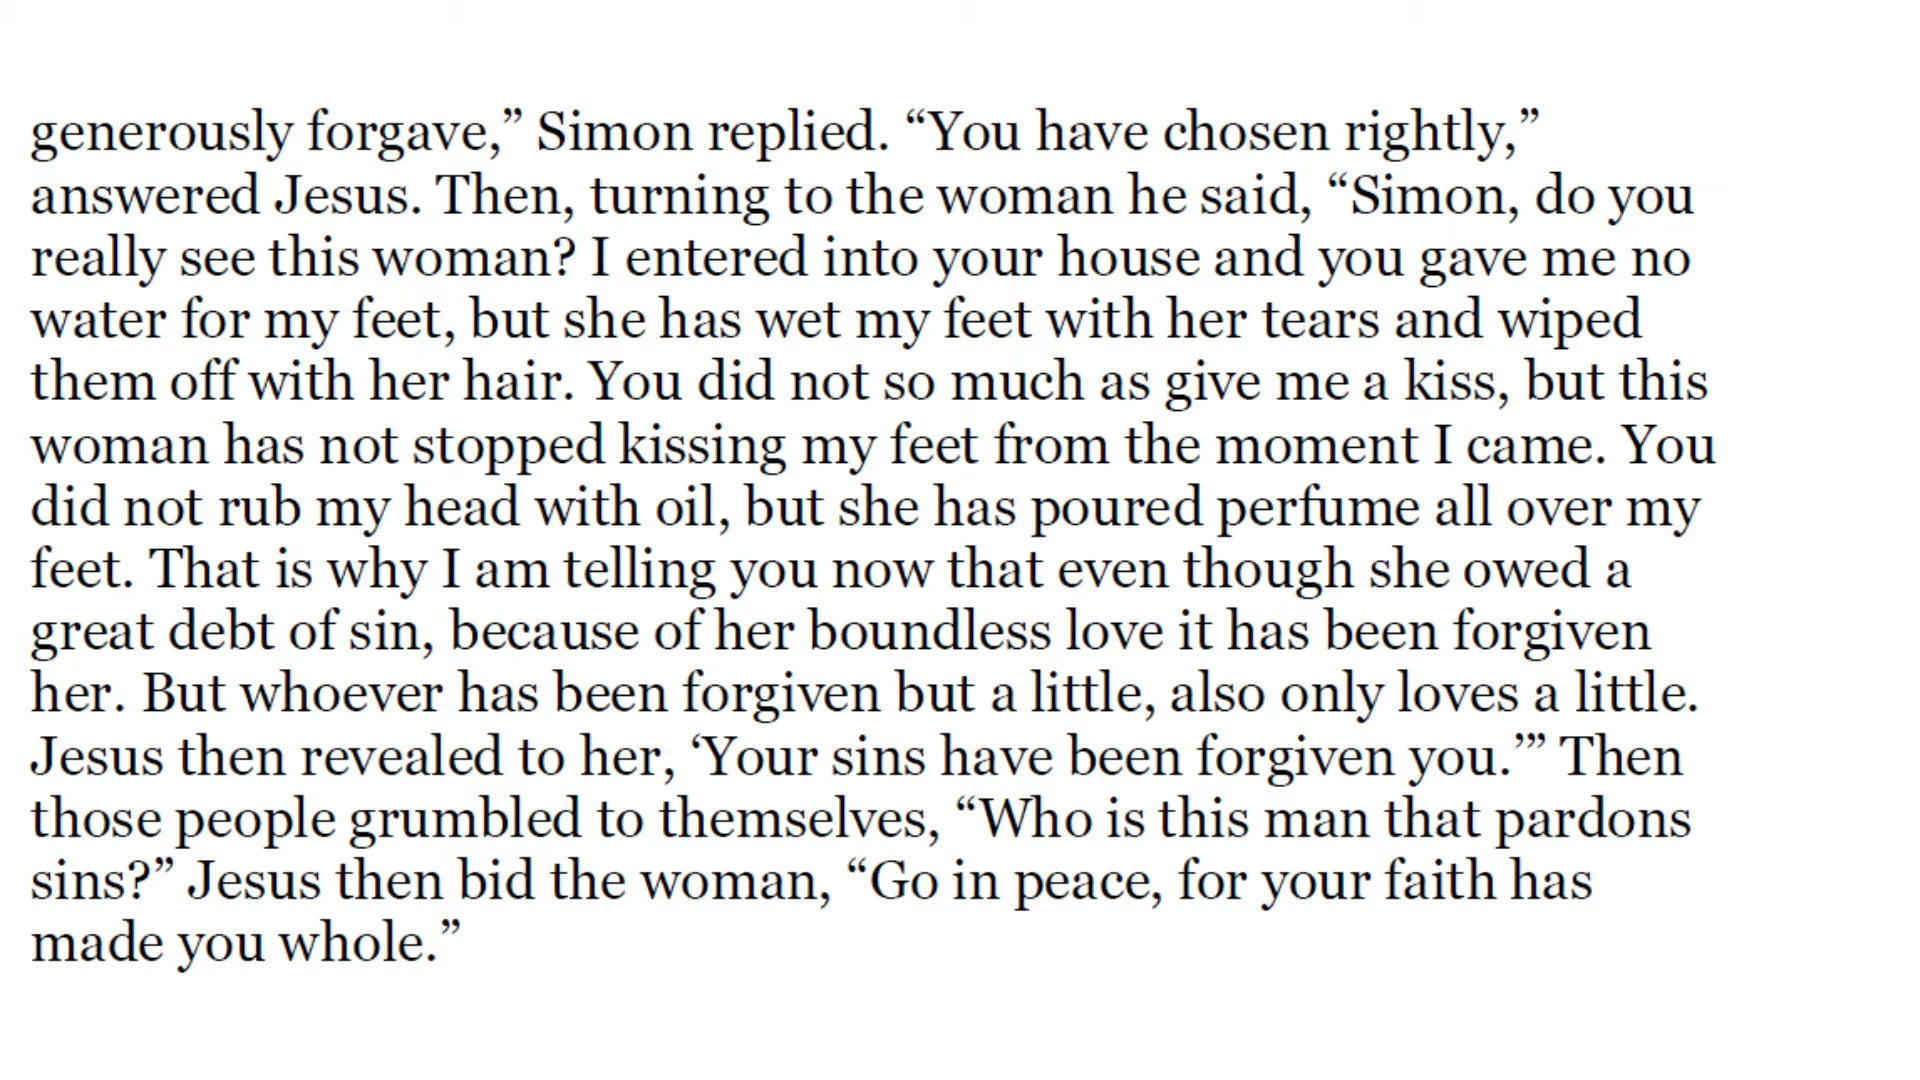 generously forgave,” Simon replied. “You have chosen rightly,”
answered Jesus. Then, turning to the woman he said, “Simon, do you
really see this woman? I entered into your house and you gave me no
water for my feet, but she has wet my feet with her tears and wiped
them off with her hair. You did not so much as give me a kiss, but this
woman has not stopped kissing my feet from the moment I came. You
did not rub my head with oil, but she has poured perfume all over my
feet. That is why I am telling you now that even though she owed a
great debt of sin, because of her boundless love it has been forgiven
her. But whoever has been forgiven but a little, also only loves a little.
Jesus then revealed to her, ‘Your sins have been forgiven you.’” Then
those people grumbled to themselves, “Who is this man that pardons
sins?” Jesus then bid the woman, “Go in peace, for your faith has
made you whole.”